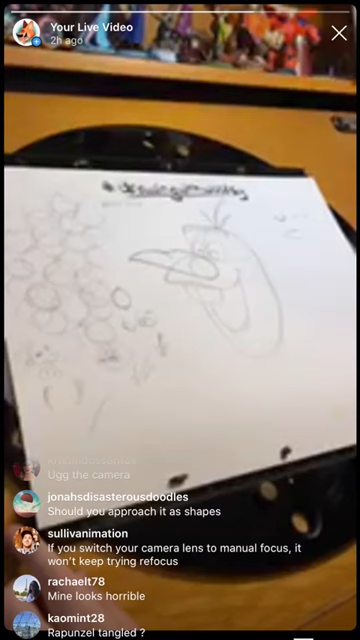 Your Live Video
2h ago
Ugg the camera
jonahsdisasterousdoodles
Should you approach it as shapes
sullivanimation
If you switch your camera lens to manual focus, it
won't keep trying refocus
rachaelt78
Mine looks horrible
kaomint28
Rapunzel tangled ?